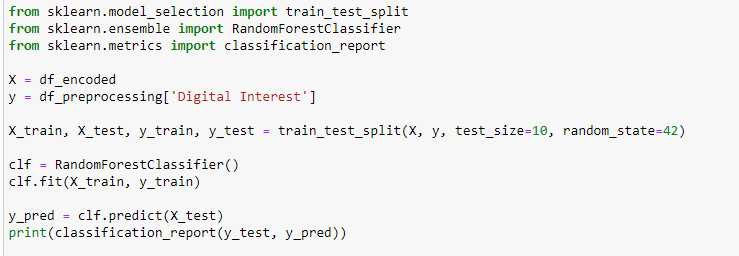 from sklearn.model_selection import train_test_split
from sklearn.ensemble import RandomForestClassifier
from sklearn.metrics import classification_report
X = df_encoded
y = df_preprocessing['Digital Interest']
X_train, X_test, y_train, y_test = train_test_split(X, y, test_size=10, random_state=42)
clf = RandomForestClassifier()
clf.fit(X_train, y_train)
y_pred = clf.predict(X_test)
print(classification_report(y_test, y_pred))